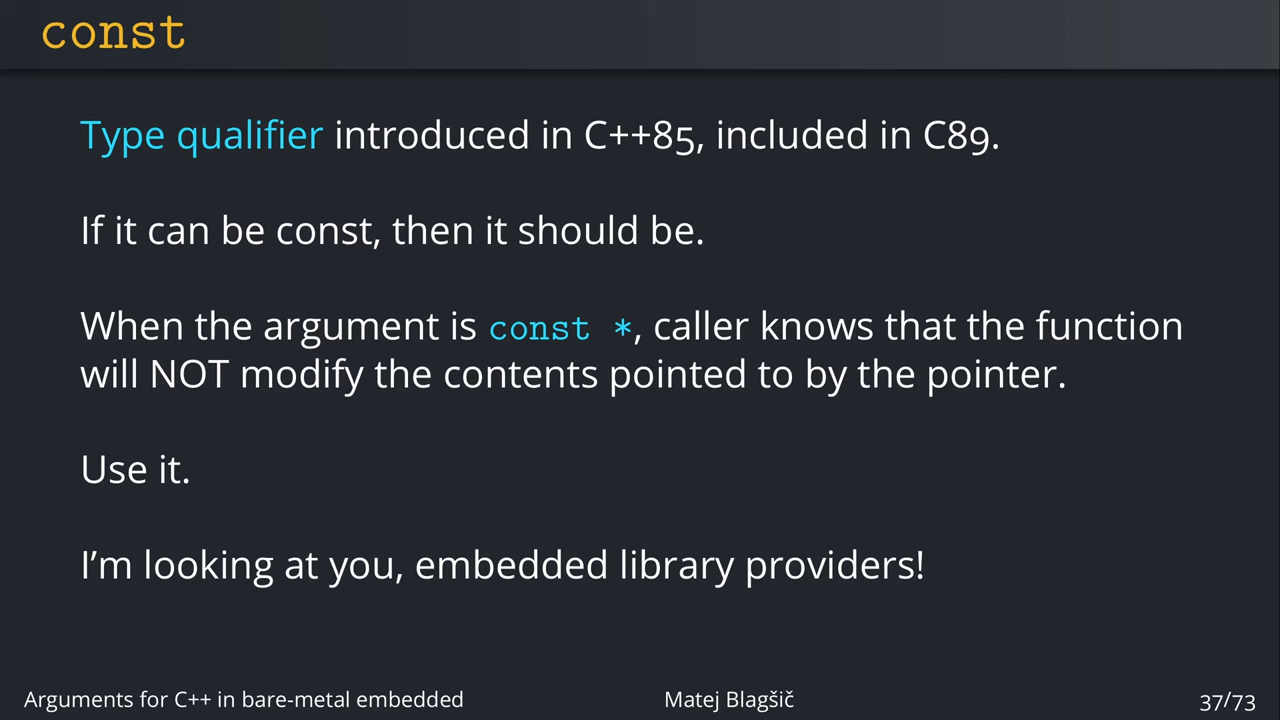 const
Type qualifier introduced in C++85, included in C89.
If it can be const, then it should be.
When the argument is const *, caller knows that the function
will NOT modify the contents pointed to by the pointer.
Use it.
I’m looking at you, embedded library providers!
Arguments for C++ in bare-metal embedded
Matej Blagšič
37/73